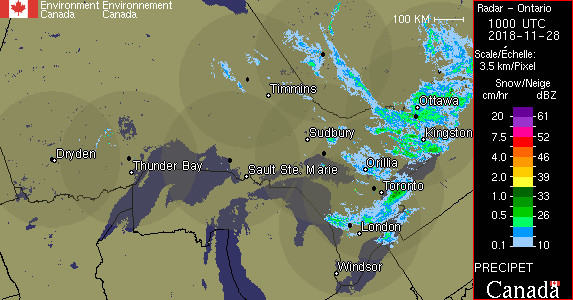 Environment Environnement
Canada Canada
100 KM
Timmins
Ottawa
Sudbury
Kingston
Dryden
Thunder Bay
Sault Ste. Marie
Orillia
Toronto
London
Windsor
Radar - Ontario
1000 UTC
2018-11-28
Scale/Échelle:
3.5 km/Pixel
Snow/Neige
cm/hr dBZ
20 61
7.5 52
4.0 46
2.0 39
1.0 33
0.5 26
0.1 10
PRECIPET
Canada